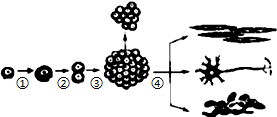 ① ② ③ ④